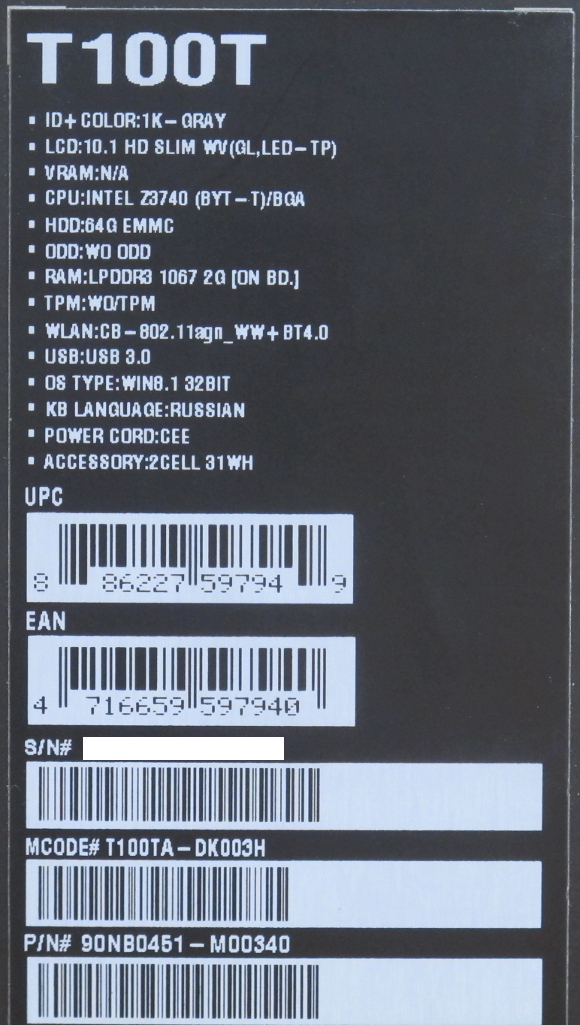 T100T
▪ ID+ COLOR:1K-GRAY
▪ LCD:10.1 HD SLIM WV(GL,LED-TP)
▪ VRAM:N/A
▪ CPU:INTEL Z3740 (BYT-T)/BGA
▪ HDD:64G EMMC
▪ ODD:WO ODD
▪ RAM:LPDDR3 1067 2G [ON BD.]
▪ TPM:WO/TPM
▪ WLAN:CB-802.11agn_WW+BT4.0
▪ USB:USB 3.0
▪ OS TYPE:WIN8.1 32BIT
▪ KB LANGUAGE:RUSSIAN
▪ POWER CORD:CEE
▪ ACCESSORY:2CELL 31WH
UPC
8 86227 59794 9
EAN
4 716659 597940
S/N#
MCODE# T100TA-DK003H
P/N# 90NB0451-M00340